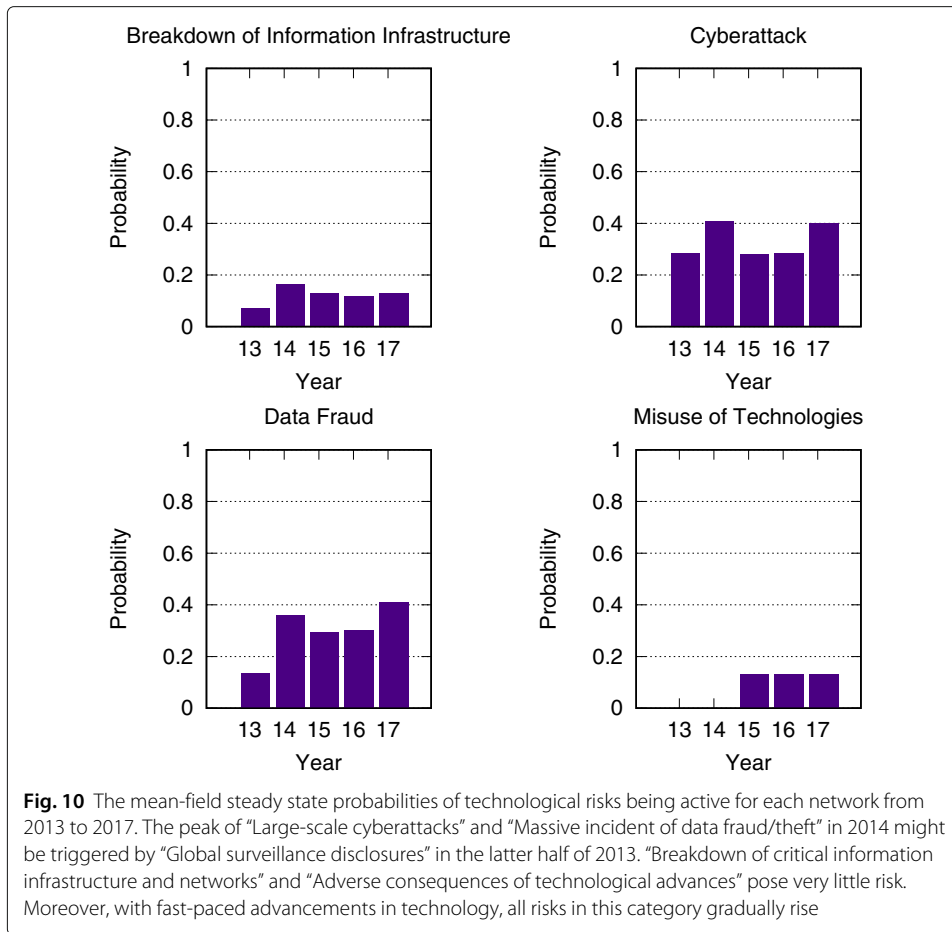 Breakdown of Information Infrastructure
Probability
1
0.8
0.6
0.4
0.2
0
13 14 15 16 17
Year
Cyberattack
Probability
1
0.8
0.6
0.4
0.2
0
13 14 15 16 17
Year
Data Fraud
Probability
1
0.8
0.6
0.4
0.2
0
13 14 15 16 17
Year
Misuse of Technologies
Probability
1
0.8
0.6
0.4
0.2
0
13 14 15 16 17
Year
Fig. 10 The mean-field steady state probabilities of technological risks being active for each network from
2013 to 2017. The peak of “Large-scale cyberattacks” and “Massive incident of data fraud/theft” in 2014 might
be triggered by “Global surveillance disclosures” in the latter half of 2013. “Breakdown of critical information
infrastructure and networks” and “Adverse consequences of technological advances” pose very little risk.
Moreover, with fast-paced advancements in technology, all risks in this category gradually rise